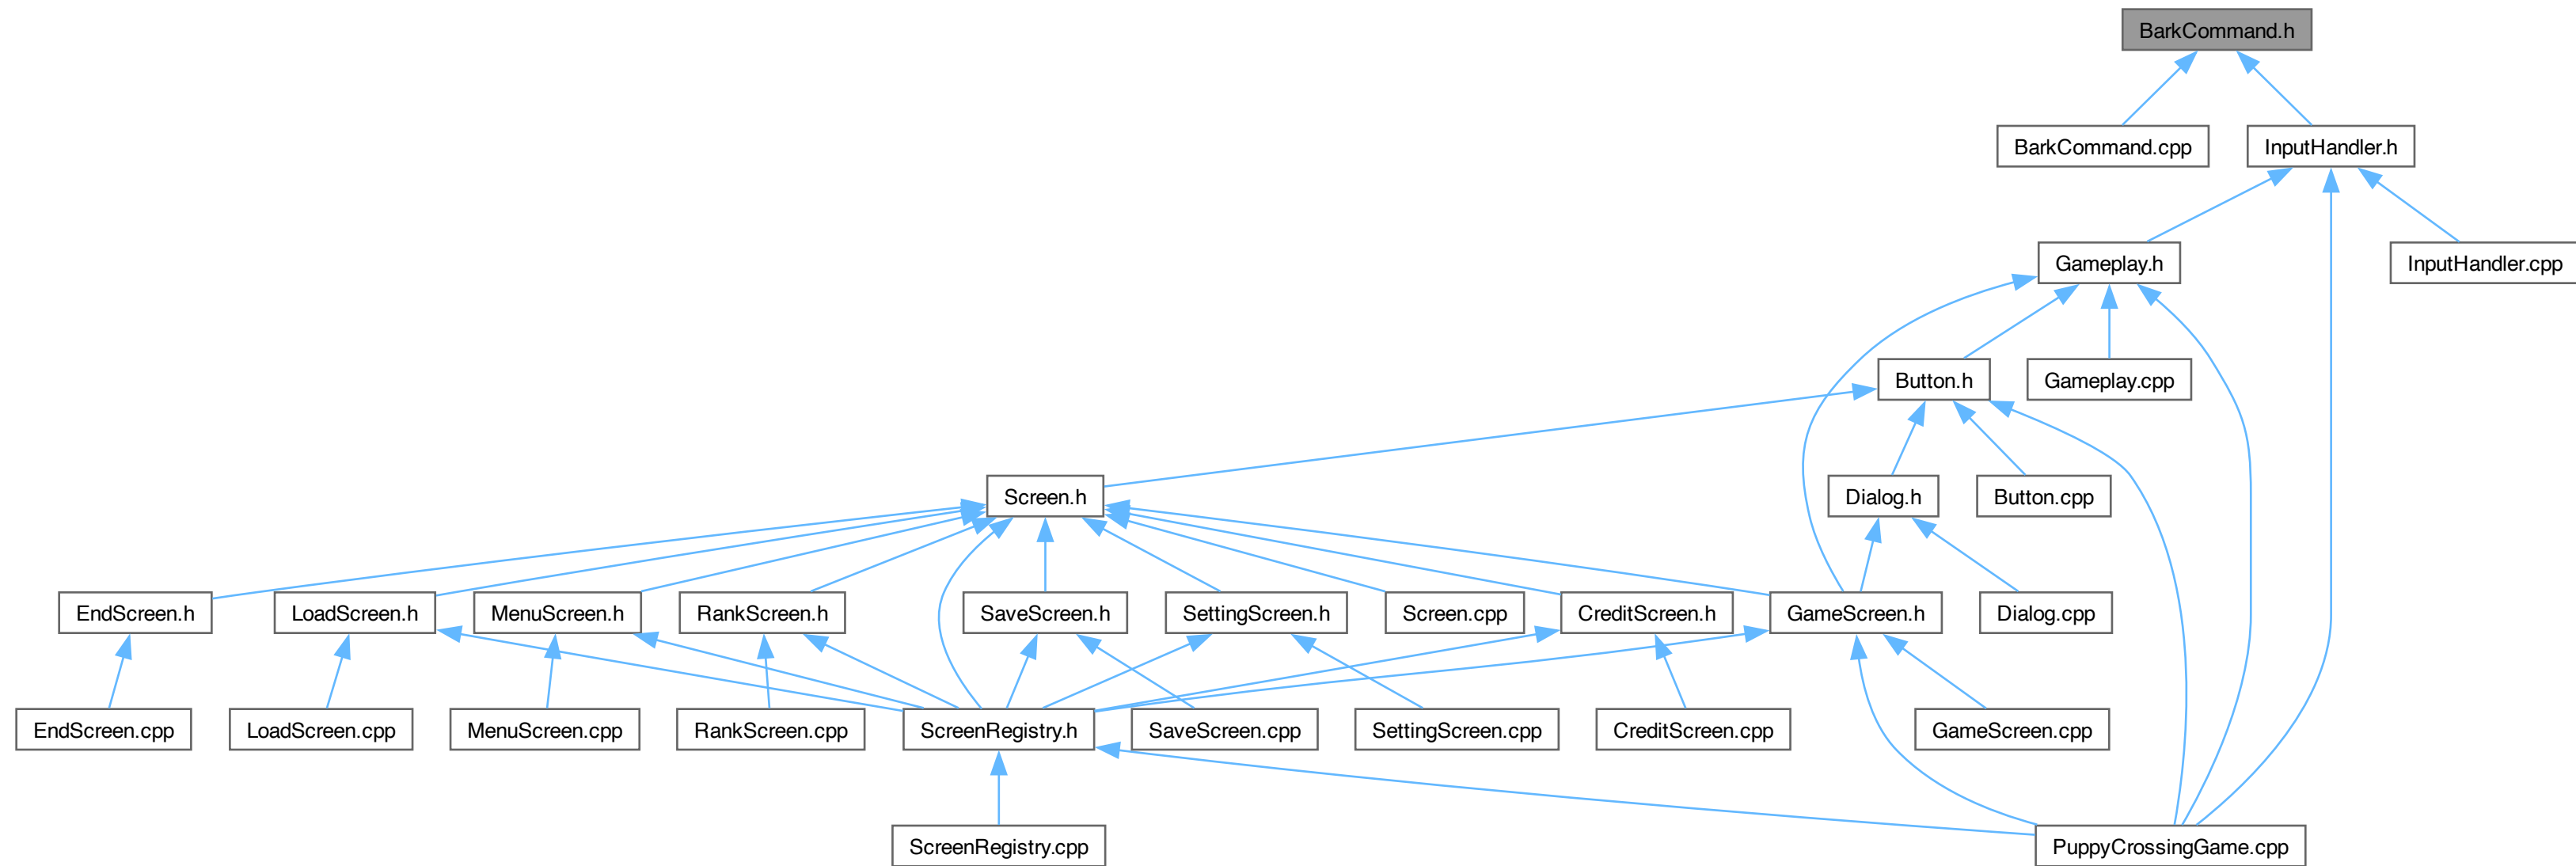 BarkCommand.h
BarkCommand.cpp
InputHandler.h
Gameplay.h
InputHandler.cpp
Button.h
Gameplay.cpp
Screen.h
Dialog.h
Button.cpp
EndScreen.h
LoadScreen.h
MenuScreen.h
RankScreen.h
SaveScreen.h
SettingScreen.h
Screen.cpp
CreditScreen.h
GameScreen.h
Dialog.cpp
EndScreen.cpp
LoadScreen.cpp
MenuScreen.cpp
RankScreen.cpp
ScreenRegistry.h
SaveScreen.cpp
SettingScreen.cpp
CreditScreen.cpp
GameScreen.cpp
ScreenRegistry.cpp
PuppyCrossingGame.cpp